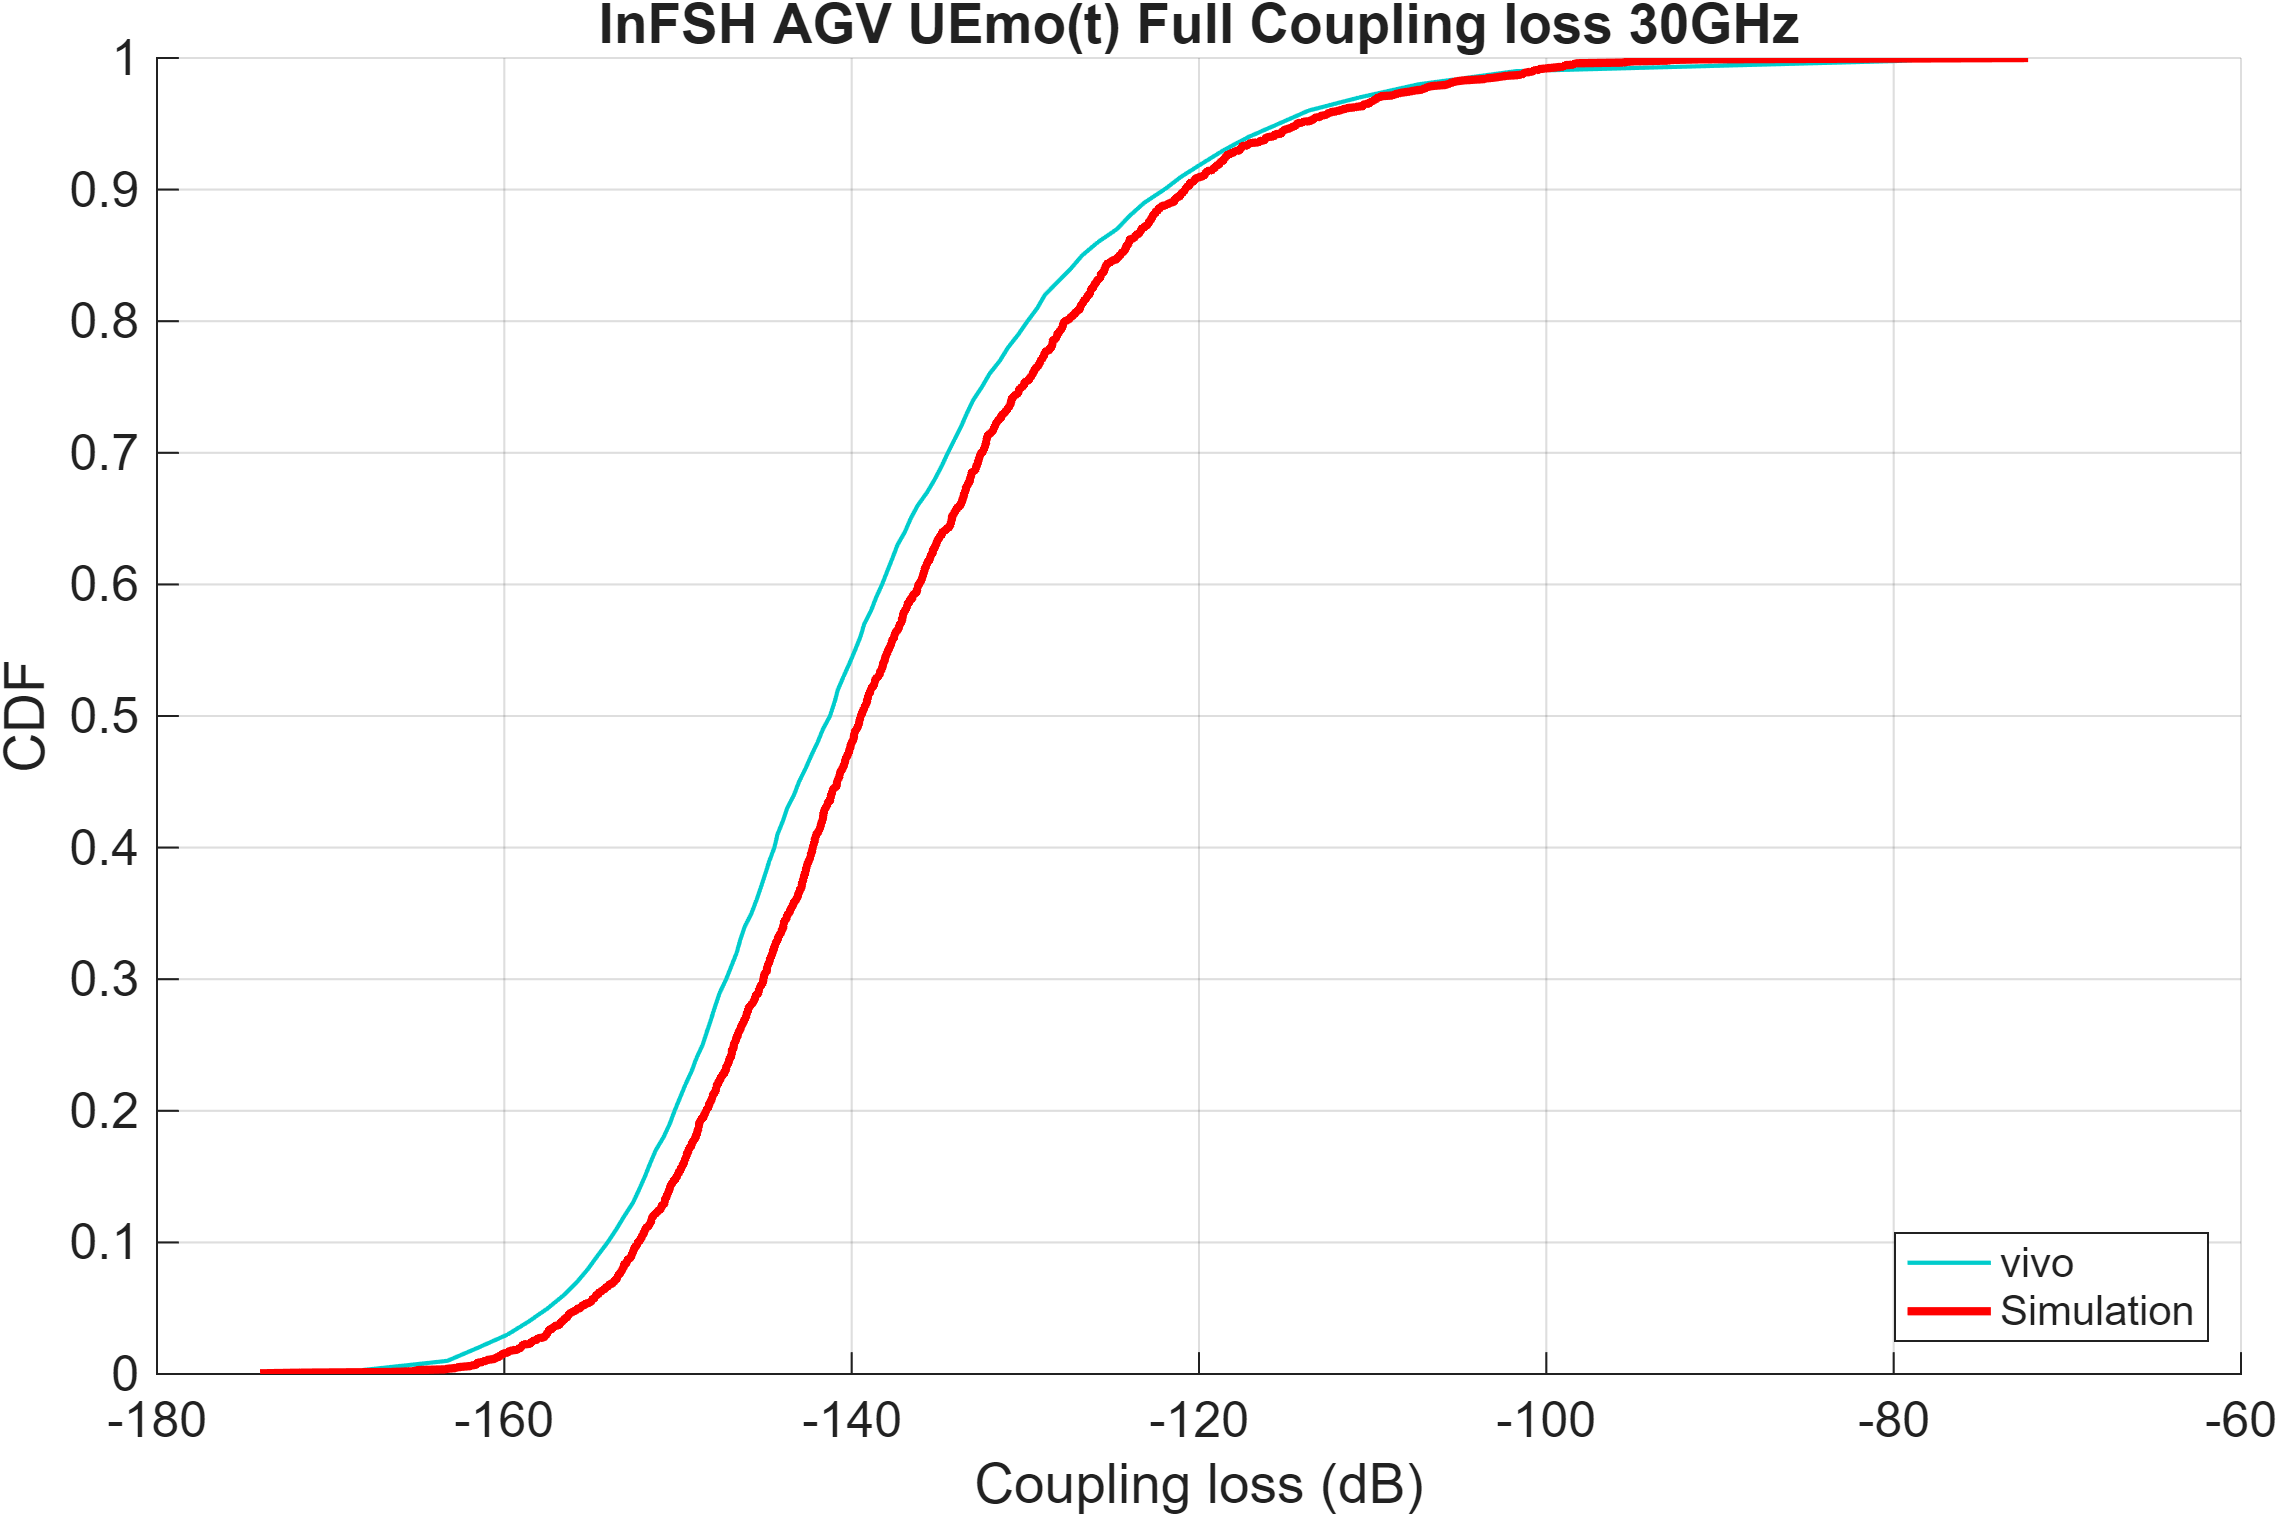 InFSH AGV UEmo(t) Full Coupling loss 30GHz
1
0.9
0.8
0.7
0.6
0.5
0.4
0.3
0.2
0.1
0
CDF
-180 -160 -140 -120 -100 -80 -60
Coupling loss (dB)
vivo
Simulation